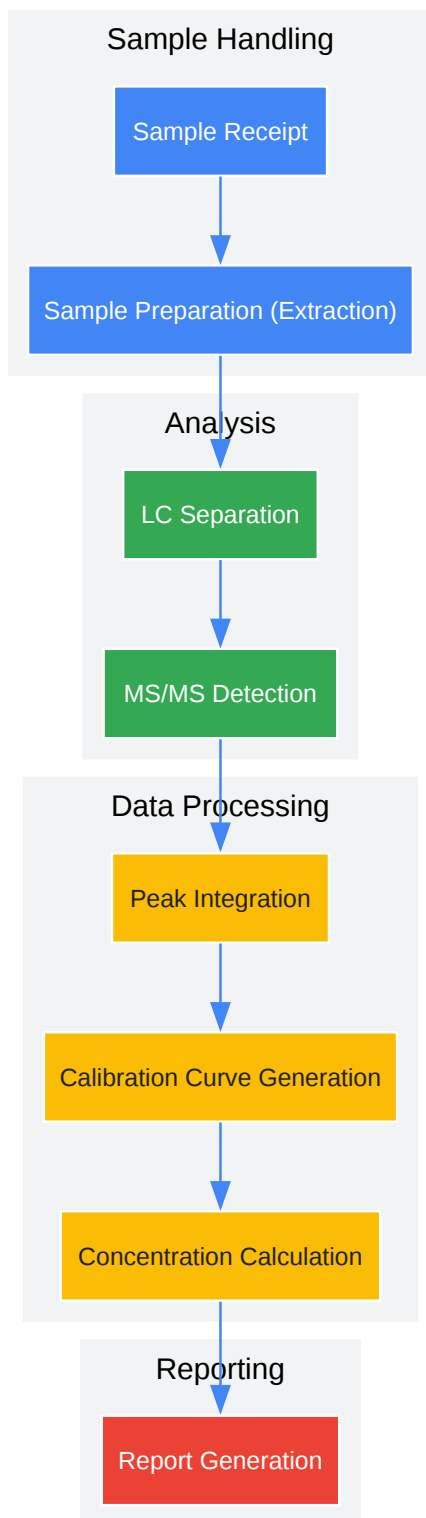 Sample Handling
Sample Receipt
Sample Preparation (Extraction)
Analysis
LC Separation
MS/MS Detection
Data Processing
Peak Integration
Calibration Curve Generation
Concentration Calculation
Reporting
Report Generation